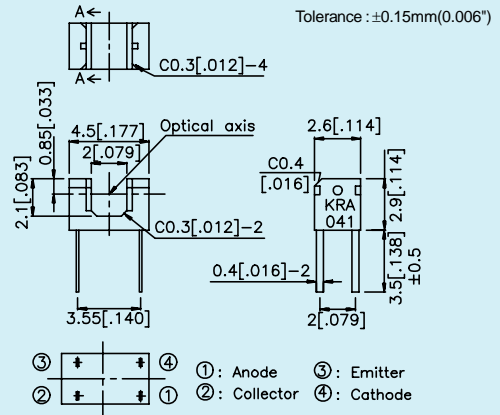 Tolerance : ±0.15mm(0.006")
A←
A←
C0.3[.012]-4
0.85[.033]
4.5[.177]
2[.079]
Optical axis
2.1[.083]
C0.3[.012]-2
3.55[.140]
2.6[.114]
C0.4
[.016]
KRA
041
2.9[.114]
0.4[.016]-2
3.5[.138]
±0.5
2[.079]
③ ④
② ①
①: Anode ③: Emitter
②: Collector ④: Cathode